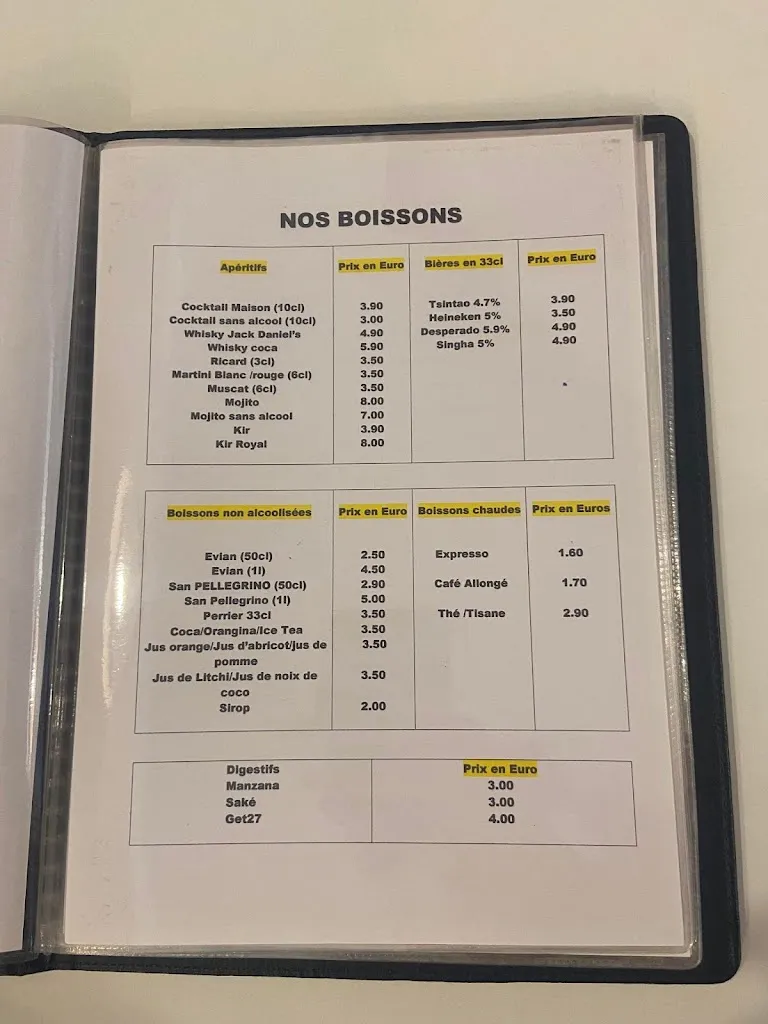 NOS BOISSONS
Apéritifs Prix en Euro Bières en 33cl Prix en Euro
Cocktail Maison (10cl) 3.90 Tsintao 4.7% 3.90
Cocktail sans alcool (10cl) 3.00 Heineken 5% 3.50
Whisky Jack Daniel's 4.90 Desperado 5.9% 4.90
Whisky coca 5.90 Singha 5% 4.90
Ricard (3cl) 3.50
Martini Blanc /rouge (6cl) 3.50
Muscat (6cl) 3.50
Mojito 8.00
Mojito sans alcool 7.00
Kir 3.90
Kir Royal 8.00
Boissons non alcoolisées Prix en Euro Boissons chaudes Prix en Euros
Evian (50cl) 2.50 Expresso 1.60
Evian (1l) 4.50
San PELLEGRINO (50cl) 2.90 Café Allongé 1.70
San Pellegrino (1l) 5.00
Perrier 33cl 3.50 Thé /Tisane 2.90
Coca/Orangina/Ice Tea 3.50
Jus orange/Jus d'abricot/jus de 3.50
pomme
Jus de Litchi/Jus de noix de 3.50
coco
Sirop 2.00
Digestifs Prix en Euro
Manzana 3.00
Saké 3.00
Get27 4.00